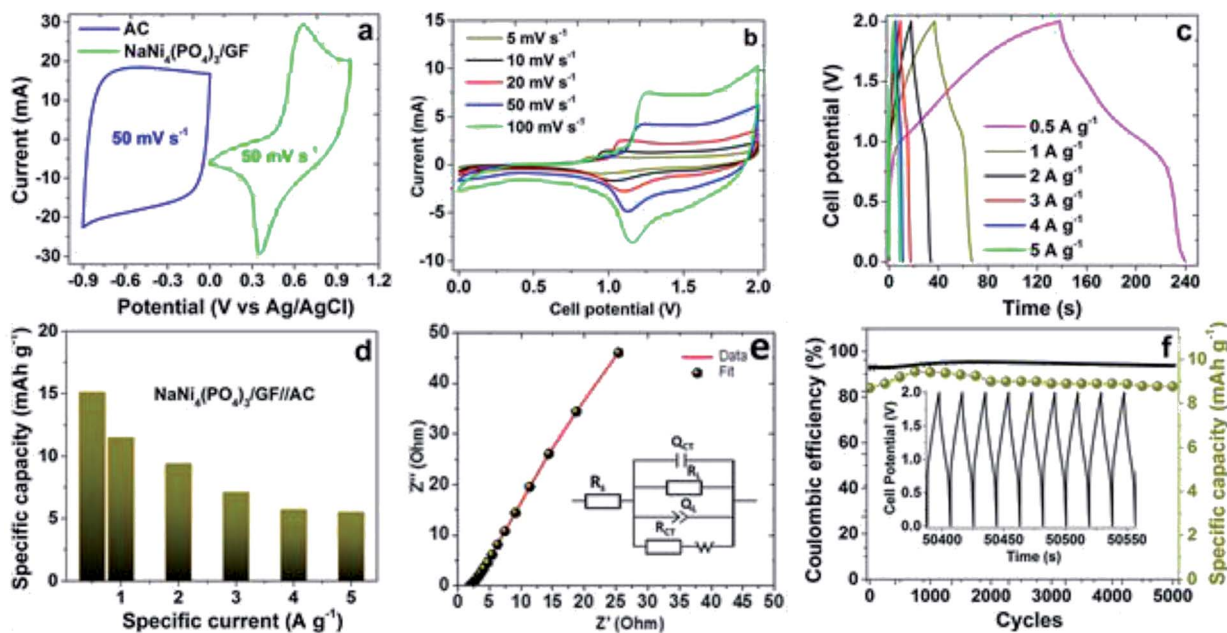 a
AC
NaNi4(PO4)3/GF
50 mV s-1
50 mV s-1
Current (mA)
30
20
10
0
-10
-20
-30
-0.9 -0.6 -0.3 0.0 0.3 0.6 0.9 1.2
Potential (V vs Ag/AgCl)
b
5 mV s-1
10 mV s-1
20 mV s-1
50 mV s-1
100 mV s-1
Current (mA)
15
10
5
0
-5
-10
0.0 0.5 1.0 1.5 2.0
Cell potential (V)
c
0.5 A g-1
1 A g-1
2 A g-1
3 A g-1
4 A g-1
5 A g-1
Cell potential (V)
2.0
1.5
1.0
0.5
0.0
0 40 80 120 160 200 240
Time (s)
d
NaNi4(PO4)3/GF//AC
Specific capacity (mAh g-1)
20
15
10
5
0
1 2 3 4 5
Specific current (A g-1)
e
Data
Fit
QCT
RS
RL
QL
RCT
W
Z'' (Ohm)
50
40
30
20
10
0
0 5 10 15 20 25 30 35 40 45 50
Z' (Ohm)
f
Coulombic efficiency (%)
100
80
60
40
20
0
Specific capacity (mAh g-1)
10
8
6
4
2
0
Cell Potential (V)
2.0
1.5
1.0
0.5
0.0
50400 50450 50500 50550
Time (s)
0 1000 2000 3000 4000 5000
Cycles